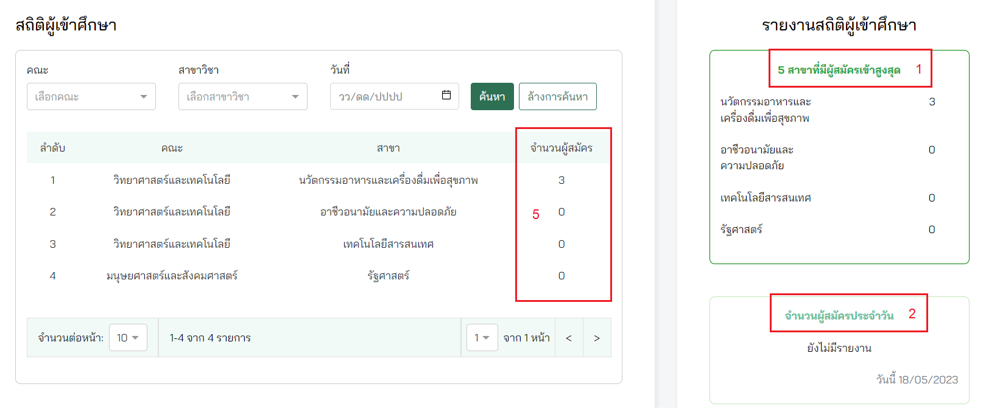 สถิติผู้เข้าศึกษา
คณะ สาขาวิชา วันที่
เลือกคณะ เลือกสาขาวิชา วว/ดด/ปปปป ค้นหา ล้างการค้นหา
ลำดับ คณะ สาขา จำนวนผู้สมัคร
1 วิทยาศาสตร์และเทคโนโลยี นวัตกรรมอาหารและเครื่องดื่มเพื่อสุขภาพ 3
2 วิทยาศาสตร์และเทคโนโลยี อาชีวอนามัยและความปลอดภัย 5 0
3 วิทยาศาสตร์และเทคโนโลยี เทคโนโลยีสารสนเทศ 0
4 มนุษยศาสตร์และสังคมศาสตร์ รัฐศาสตร์ 0
จำนวนต่อหน้า: 10 1-4 จาก 4 รายการ 1 จาก 1 หน้า < >
รายงานสถิติผู้เข้าศึกษา
5 สาขาที่มีผู้สมัครเข้าสูงสุด 1
นวัตกรรมอาหารและ 3
เครื่องดื่มเพื่อสุขภาพ
อาชีวอนามัยและ 0
ความปลอดภัย
เทคโนโลยีสารสนเทศ 0
รัฐศาสตร์ 0
จำนวนผู้สมัครประจำวัน 2
ยังไม่มีรายงาน
วันนี้ 18/05/2023